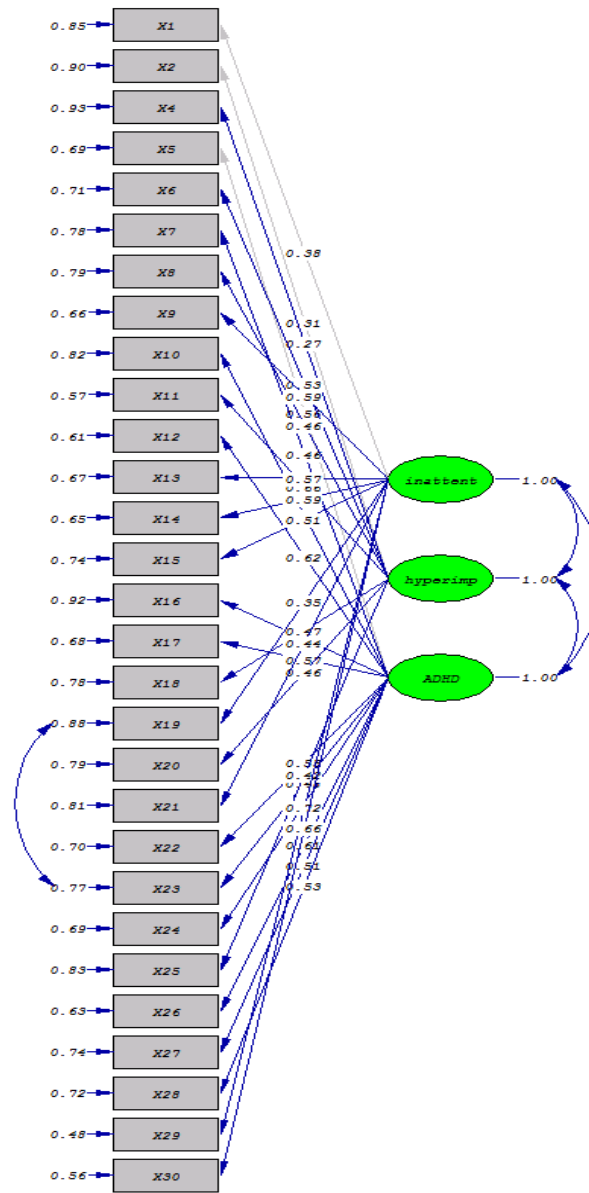 0.85 X1
0.90 X2
0.93 X4
0.69 X5
0.71 X6
0.78 X7
0.79 X8
0.38
0.66 X9
0.31
0.27
0.82 X10
0.53
0.57 X11
0.59
0.56
0.46
0.61 X12
0.46
0.67 X13
0.57
inattent 1.00
0.59
0.65 X14
0.51
0.74 X15
0.62
hyperimp 1.00
0.92 X16
0.35
0.68 X17
0.47
0.44
0.57
0.78 X18
0.46
ADHD 1.00
0.88 X19
0.79 X20
0.42
0.81 X21
0.72
0.70 X22
0.66
0.61
0.77 X23
0.51
0.53
0.69 X24
0.83 X25
0.63 X26
0.74 X27
0.72 X28
0.48 X29
0.56 X30